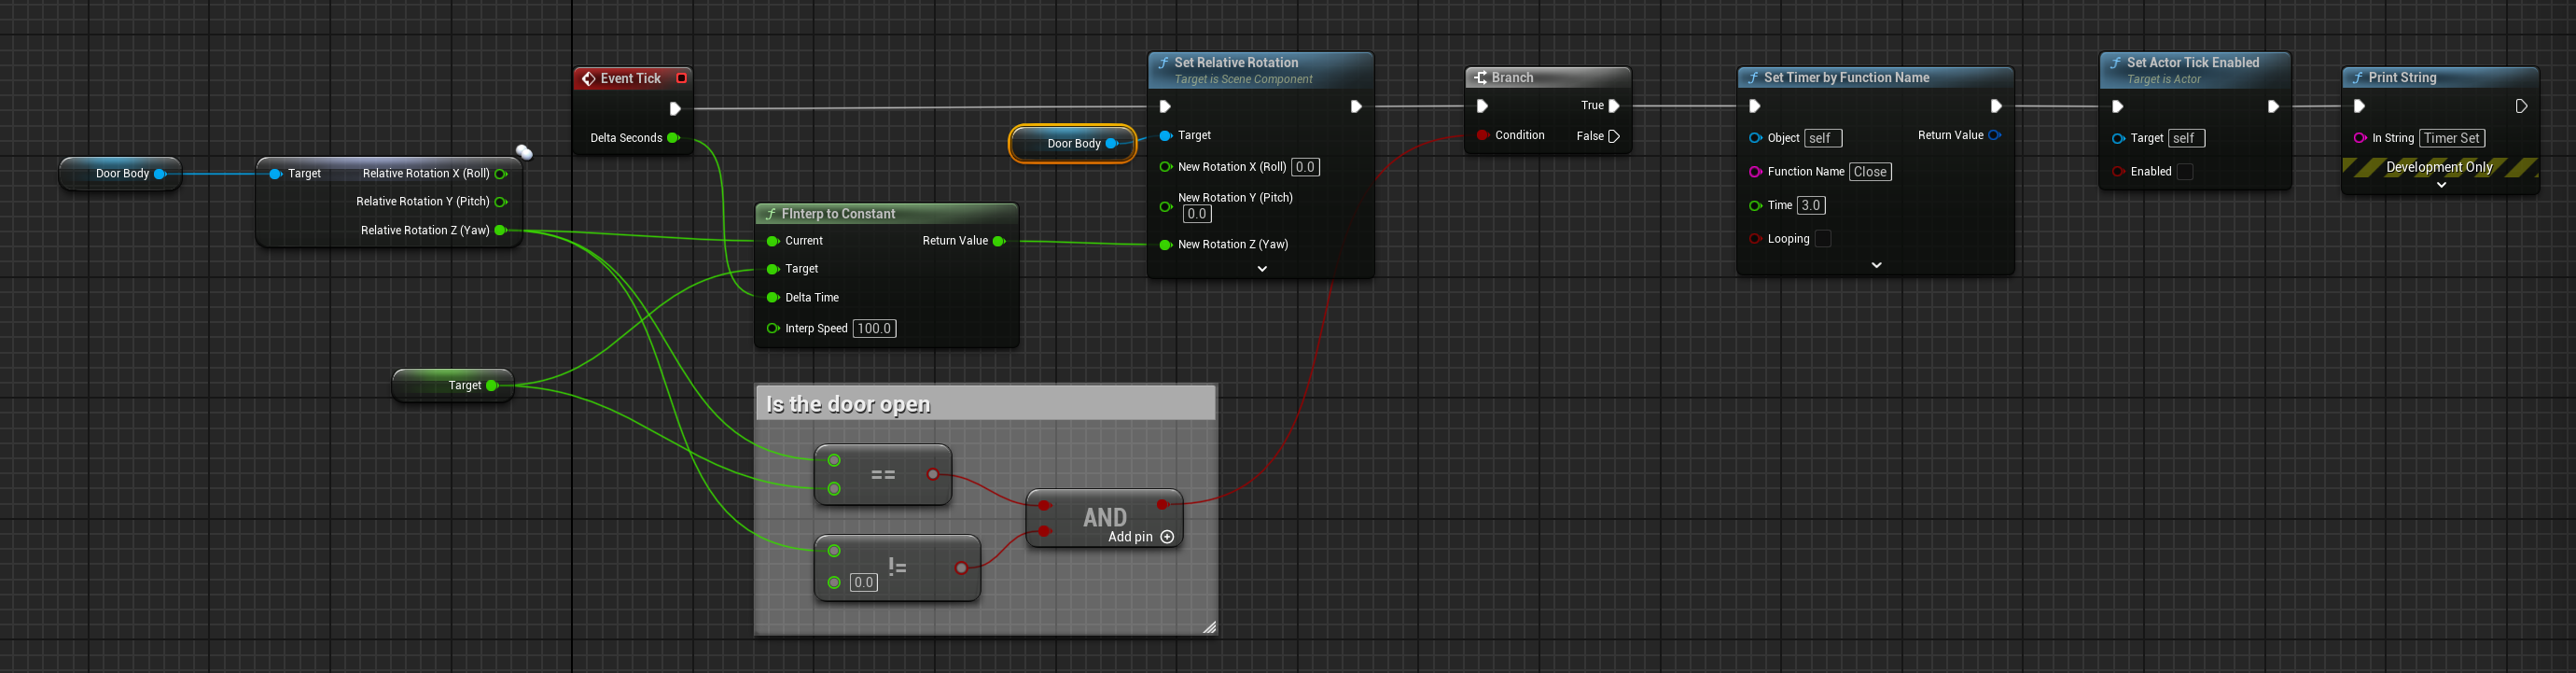 Door Body
Target
Relative Rotation X (Roll)
Relative Rotation Y (Pitch)
Relative Rotation Z (Yaw)
Target
Event Tick
Delta Seconds
FInterp to Constant
Current
Return Value
Target
Delta Time
Interp Speed 100.0
Is the door open
==
!=
0.0
AND
Add pin
Door Body
Set Relative Rotation
Target is Scene Component
Target
New Rotation X (Roll) 0.0
New Rotation Y (Pitch)
0.0
New Rotation Z (Yaw)
Branch
True
Condition
False
Set Timer by Function Name
Object self
Return Value
Function Name Close
Time 3.0
Looping
Set Actor Tick Enabled
Target is Actor
Target self
Enabled
Print String
In String Timer Set
Development Only